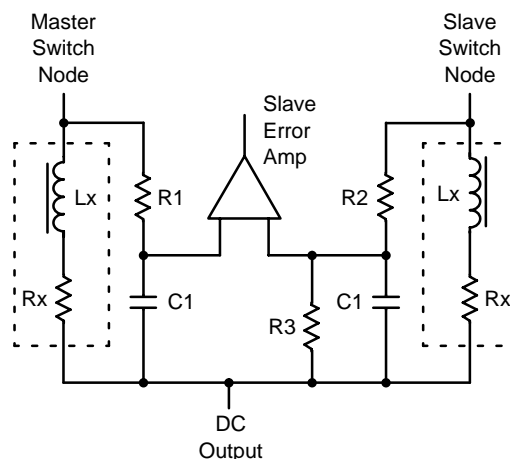 Master
Switch
Node
Slave
Switch
Node
Slave
Error
Amp
Lx
R1
R2
Lx
Rx
C1
R3
C1
Rx
DC
Output